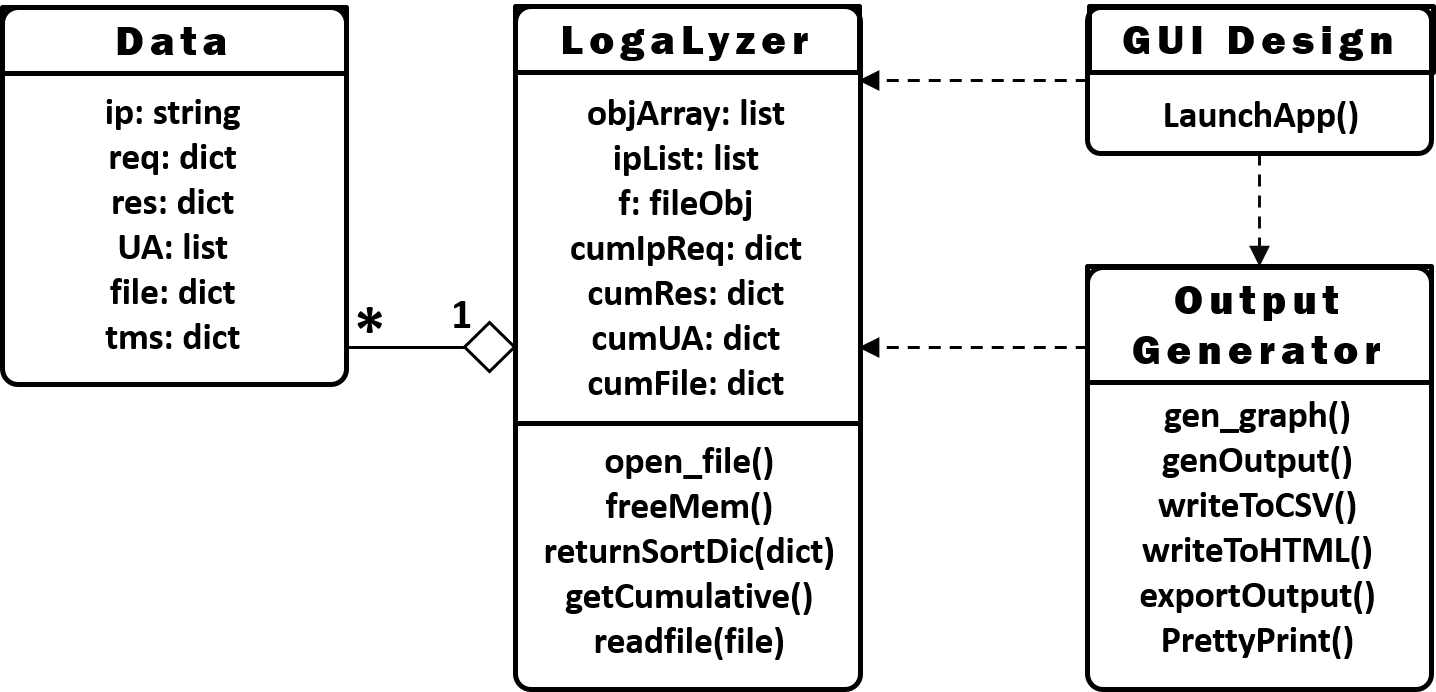 Data
ip: string
req: dict
res: dict
UA: list
file: dict
tms: dict
*
1
LogaLyzer
objArray: list
ipList: list
f: fileObj
cumIpReq: dict
cumRes: dict
cumUA: dict
cumFile: dict
open_file()
freeMem()
returnSortDic(dict)
getCumulative()
readfile(file)
GUI Design
LaunchApp()
Output
Generator
gen_graph()
genOutput()
writeToCSV()
writeToHTML()
exportOutput()
PrettyPrint()